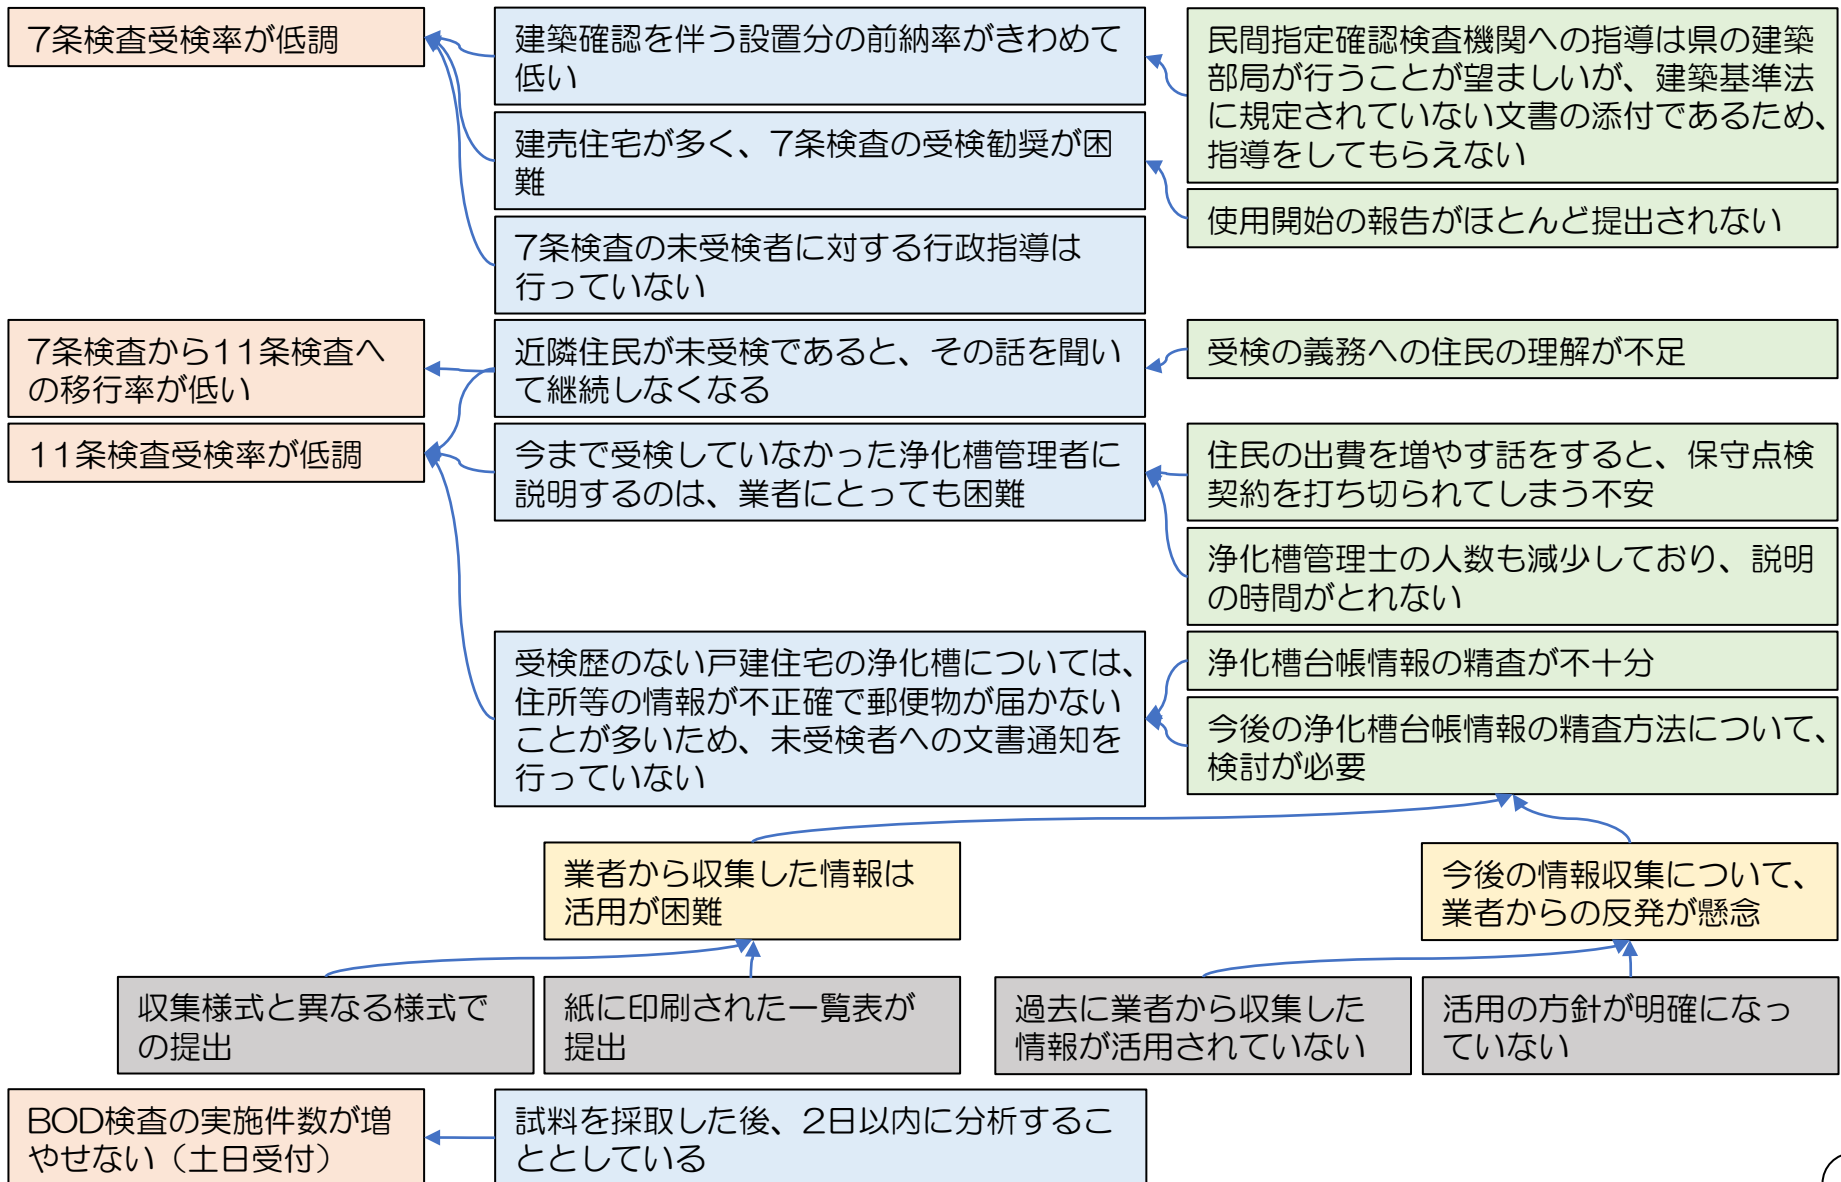 7条検査受検率が低調
建築確認を伴う設置分の前納率がきわめて
低い
民間指定確認検査機関への指導は県の建築
部局が行うことが望ましいが、建築基準法
に規定されていない文書の添付であるため、
指導をしてもらえない
建売住宅が多く、7条検査の受検勧奨が困
難
使用開始の報告がほとんど提出されない
7条検査の未受検者に対する行政指導は
行っていない
7条検査から11条検査へ
の移行率が低い
近隣住民が未受検であると、その話を聞い
て継続しなくなる
受検の義務への住民の理解が不足
11条検査受検率が低調
今まで受検していなかった浄化槽管理者に
説明するのは、業者にとっても困難
住民の出費を増やす話をすると、保守点検
契約を打ち切られてしまう不安
浄化槽管理士の人数も減少しており、説明
の時間がとれない
受検歴のない戸建住宅の浄化槽については、
住所等の情報が不正確で郵便物が届かない
ことが多いため、未受検者への文書通知を
行っていない
浄化槽台帳情報の精査が不十分
今後の浄化槽台帳情報の精査方法について、
検討が必要
業者から収集した情報は
活用が困難
今後の情報収集について、
業者からの反発が懸念
収集様式と異なる様式で
の提出
紙に印刷された一覧表が
提出
過去に業者から収集した
情報が活用されていない
活用の方針が明確になっ
ていない
BOD検査の実施件数が増
やせない（土日受付）
試料を採取した後、2日以内に分析するこ
ととしている